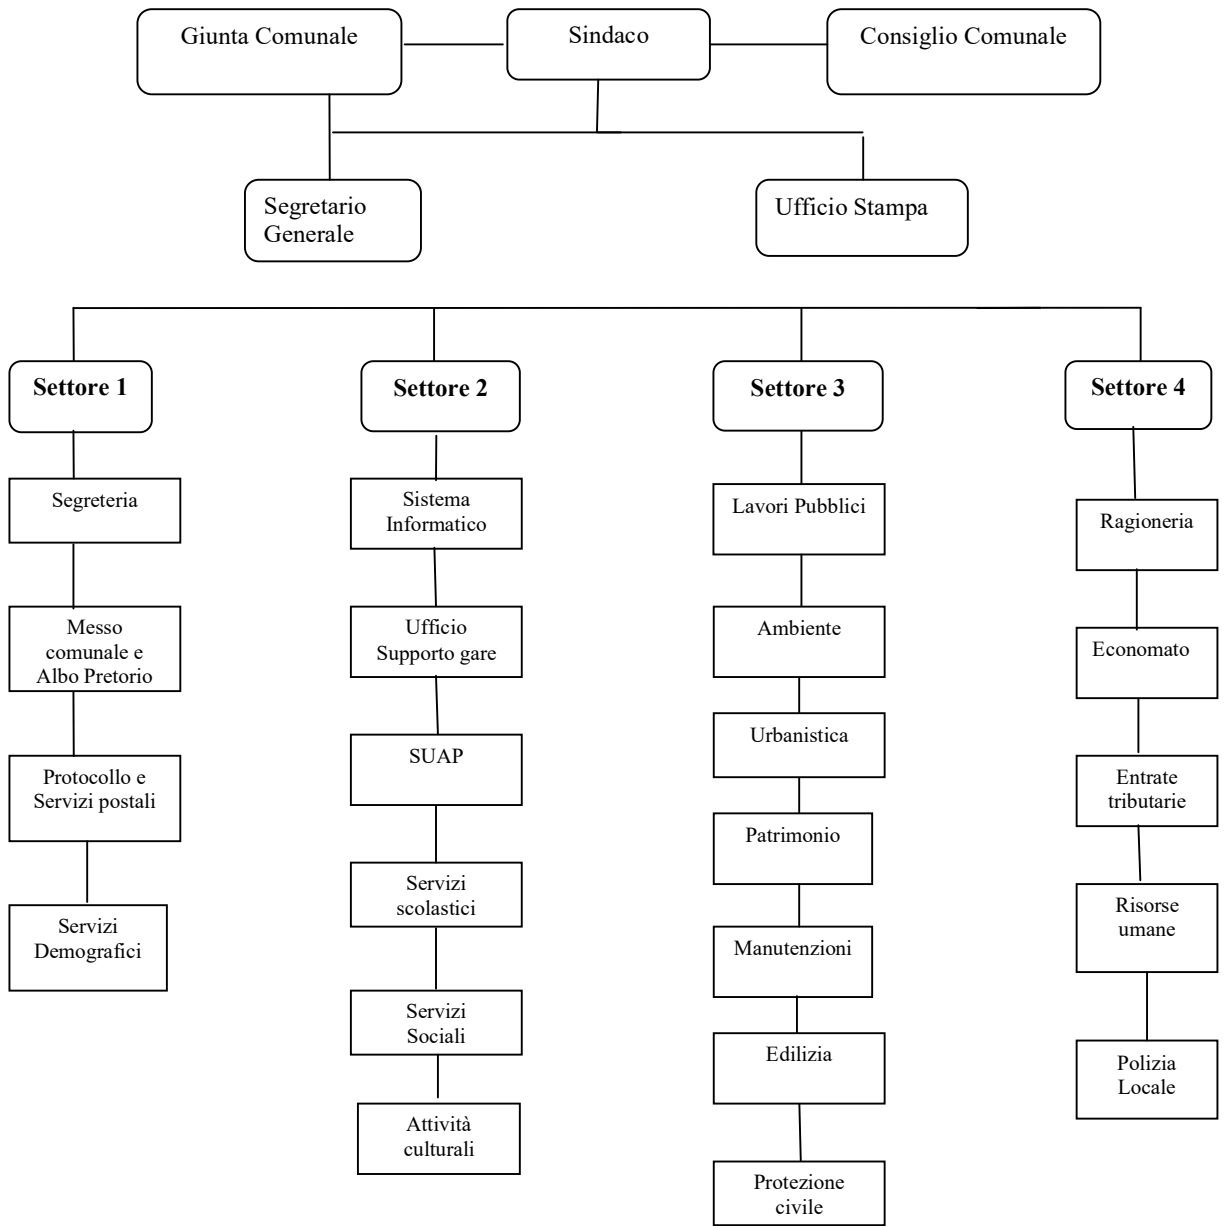 Giunta Comunale
Sindaco
Consiglio Comunale
Segretario
Generale
Ufficio Stampa
Settore 1
Settore 2
Settore 3
Settore 4
Segreteria
Messo
comunale e
Albo Pretorio
Protocollo e
Servizi postali
Servizi
Demografici
Sistema
Informatico
Ufficio
Supporto gare
SUAP
Servizi
scolastici
Servizi
Sociali
Attività
culturali
Lavori Pubblici
Ambiente
Urbanistica
Patrimonio
Manutenzioni
Edilizia
Protezione
civile
Ragioneria
Economato
Entrate
tributarie
Risorse
umane
Polizia
Locale